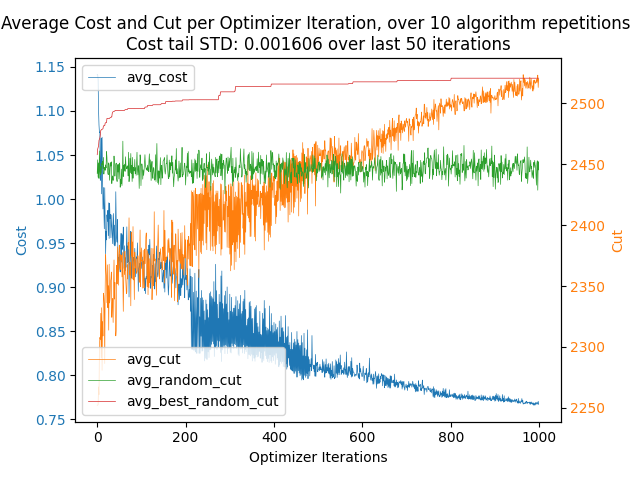 Average Cost and Cut per Optimizer Iteration, over 10 algorithm repetitions
Cost tail STD: 0.001606 over last 50 iterations
avg_cost
1.15
1.10
1.05
1.00
0.95
0.90
0.85
0.80
0.75
Cost
2500
2450
2400
2350
2300
2250
Cut
avg_cut
avg_random_cut
avg_best_random_cut
0 200 400 600 800 1000
Optimizer Iterations